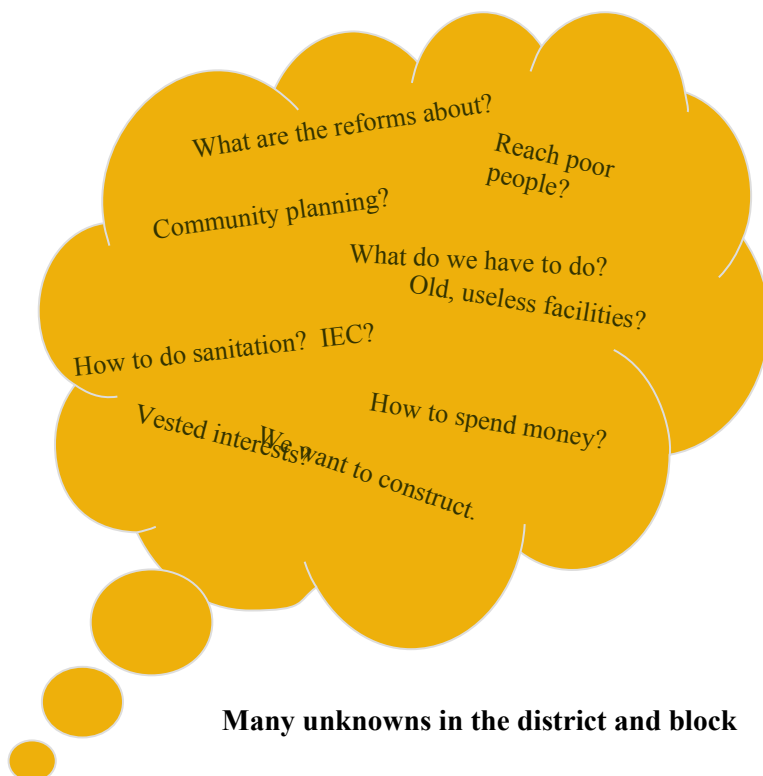 What are the reforms about?
Reach poor
people?
Community planning?
What do we have to do?
Old, useless facilities?
How to do sanitation?  IEC?
How to spend money?
Vested interests?
We want to construct.
Many unknowns in the district and block